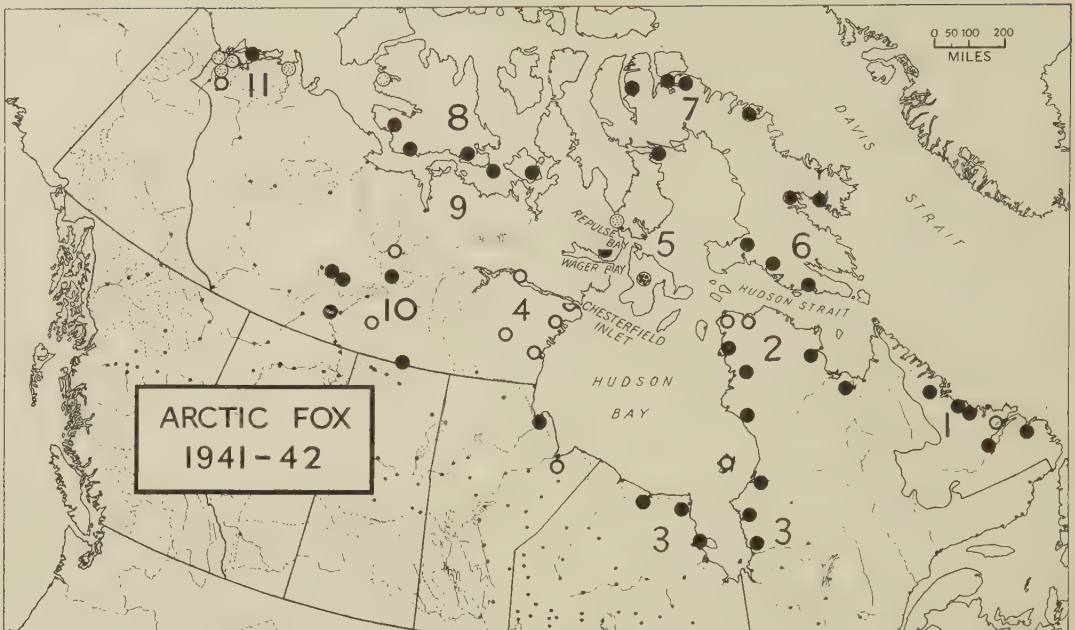 0 50 100 200
MILES
11
8
7
DAVIS
STRAIT
9
REPULSE
BAY
5
WAGER BAY
6
HUDSON STRAIT
10
4
CHESTERFIELD
INLET
2
HUDSON
BAY
ARCTIC FOX
1941-42
1
3
3